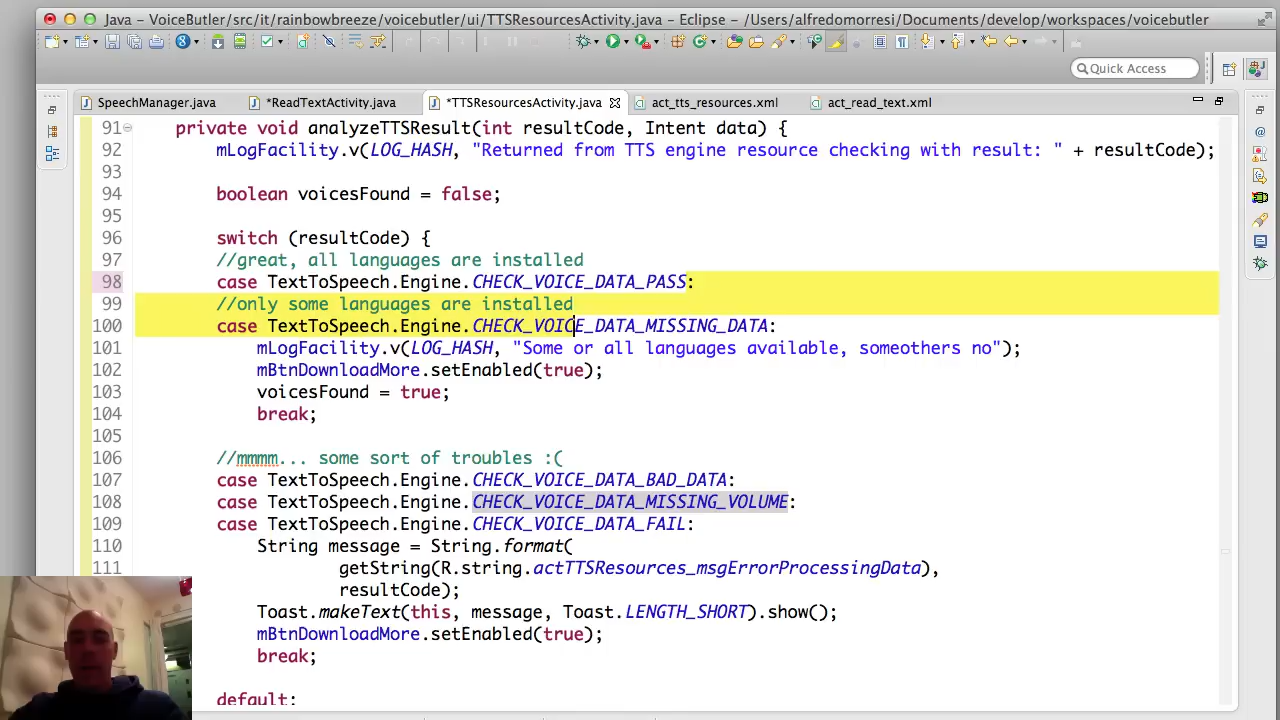 Java - VoiceButler/src/it/rainbowbreeze/voicebutler/ui/TTSResourcesActivity.java - Eclipse - /Users/alfredomorresi/Documents/develop/workspaces/voicebutler
Quick Access
SpeechManager.java *ReadTextActivity.java *TTSResourcesActivity.java act_tts_resources.xml act_read_text.xml
91 private void analyzeTTSResult(int resultCode, Intent data) {
92 mLogFacility.v(LOG_HASH, "Returned from TTS engine resource checking with result: " + resultCode);
93
94 boolean voicesFound = false;
95
96 switch (resultCode) {
97 //great, all languages are installed
98 case TextToSpeech.Engine.CHECK_VOICE_DATA_PASS:
99 //only some languages are installed
100 case TextToSpeech.Engine.CHECK_VOICE_DATA_MISSING_DATA:
101 mLogFacility.v(LOG_HASH, "Some or all languages available, someothers no");
102 mBtnDownloadMore.setEnabled(true);
103 voicesFound = true;
104 break;
105
106 //mmmm... some sort of troubles :(
107 case TextToSpeech.Engine.CHECK_VOICE_DATA_BAD_DATA:
108 case TextToSpeech.Engine.CHECK_VOICE_DATA_MISSING_VOLUME:
109 case TextToSpeech.Engine.CHECK_VOICE_DATA_FAIL:
110 String message = String.format(
111 getString(R.string.actTTSResources_msgErrorProcessingData),
resultCode);
Toast.makeText(this, message, Toast.LENGTH_SHORT).show();
mBtnDownloadMore.setEnabled(true);
break;
default: